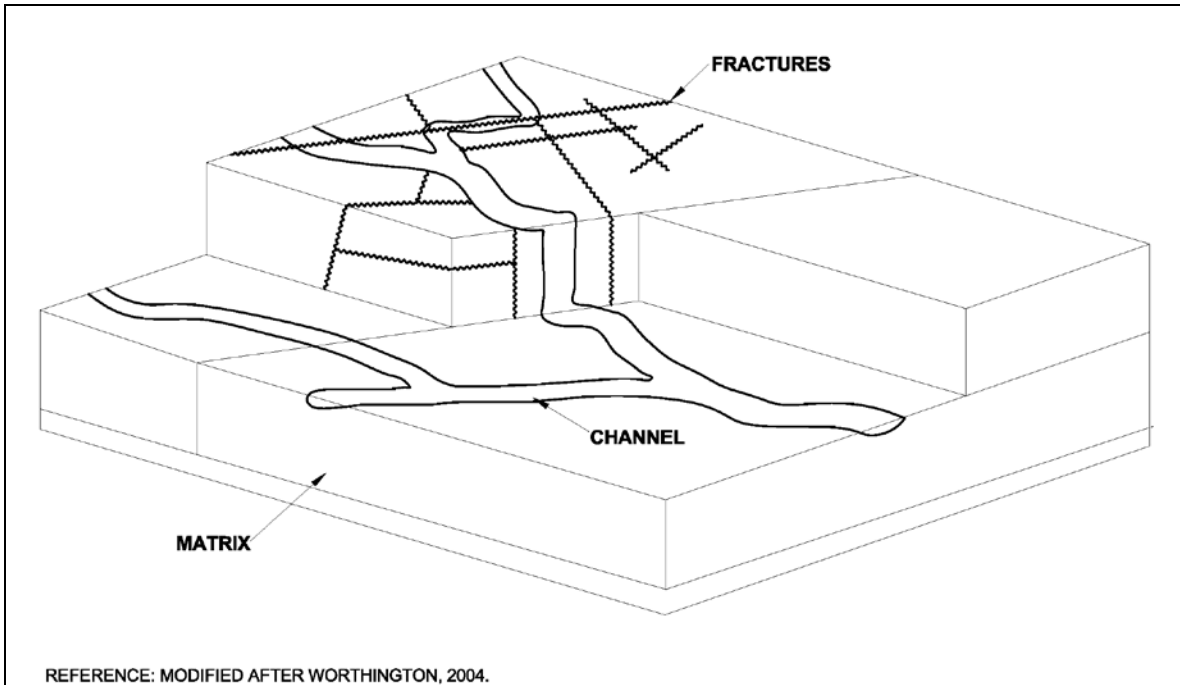 FRACTURES
CHANNEL
MATRIX
REFERENCE: MODIFIED AFTER WORTHINGTON, 2004.